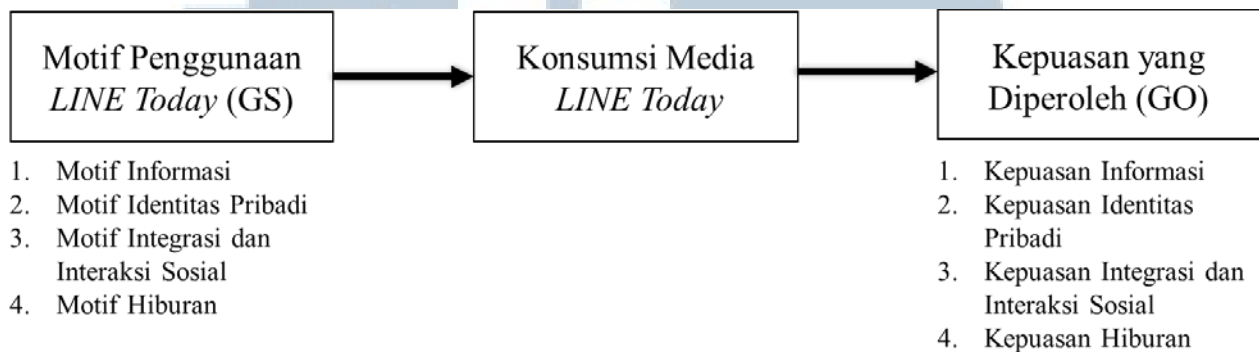 Motif Penggunaan
LINE Today (GS)
Konsumsi Media
LINE Today
Kepuasan yang
Diperoleh (GO)
1. Motif Informasi
2. Motif Identitas Pribadi
3. Motif Integrasi dan
Interaksi Sosial
4. Motif Hiburan
1. Kepuasan Informasi
2. Kepuasan Identitas
Pribadi
3. Kepuasan Integrasi dan
Interaksi Sosial
4. Kepuasan Hiburan